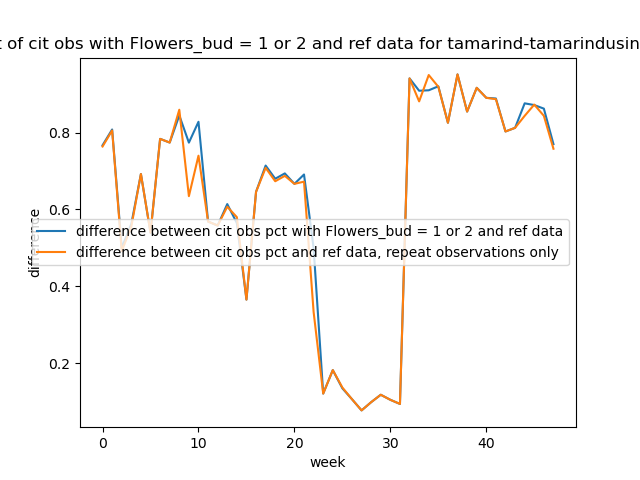 t of cit obs with Flowers_bud = 1 or 2 and ref data for tamarind-tamarindusin
0.8
0.6
0.4
0.2
difference
difference between cit obs pct with Flowers_bud = 1 or 2 and ref data
difference between cit obs pct and ref data, repeat observations only
0 10 20 30 40
week